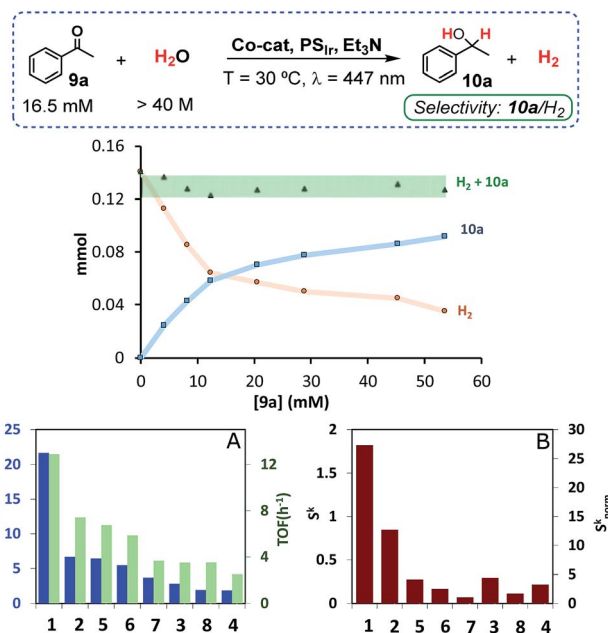 O
9a
16.5 mM
+
H₂O
> 40 M
Co-cat, PS_Ir, Et₃N
T = 30 ºC, λ = 447 nm
HO H
10a
+ H₂
Selectivity: 10a/H₂
0.16
0.12
0.08
0.04
0
mmol
H₂ + 10a
10a
H₂
0 10 20 30 40 50 60
[9a] (mM)
A
25
20
15
10
5
0
12
8
4
0
TOF(h⁻¹)
1 2 5 6 7 3 8 4
B
2
1.5
1
0.5
0
Sᵏ
30
25
20
15
10
5
0
Sᵏ norm
1 2 5 6 7 3 8 4